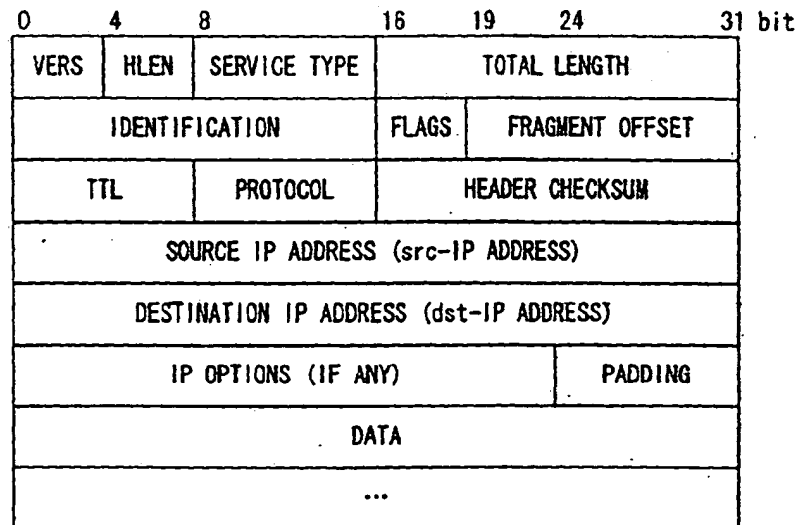 0 4 8 16 19 24 31 bit
VERS HLEN SERVICE TYPE TOTAL LENGTH
IDENTIFICATION FLAGS FRAGMENT OFFSET
TTL PROTOCOL HEADER CHECKSUM
SOURCE IP ADDRESS (src-IP ADDRESS)
DESTINATION IP ADDRESS (dst-IP ADDRESS)
IP OPTIONS (IF ANY) PADDING
DATA
...